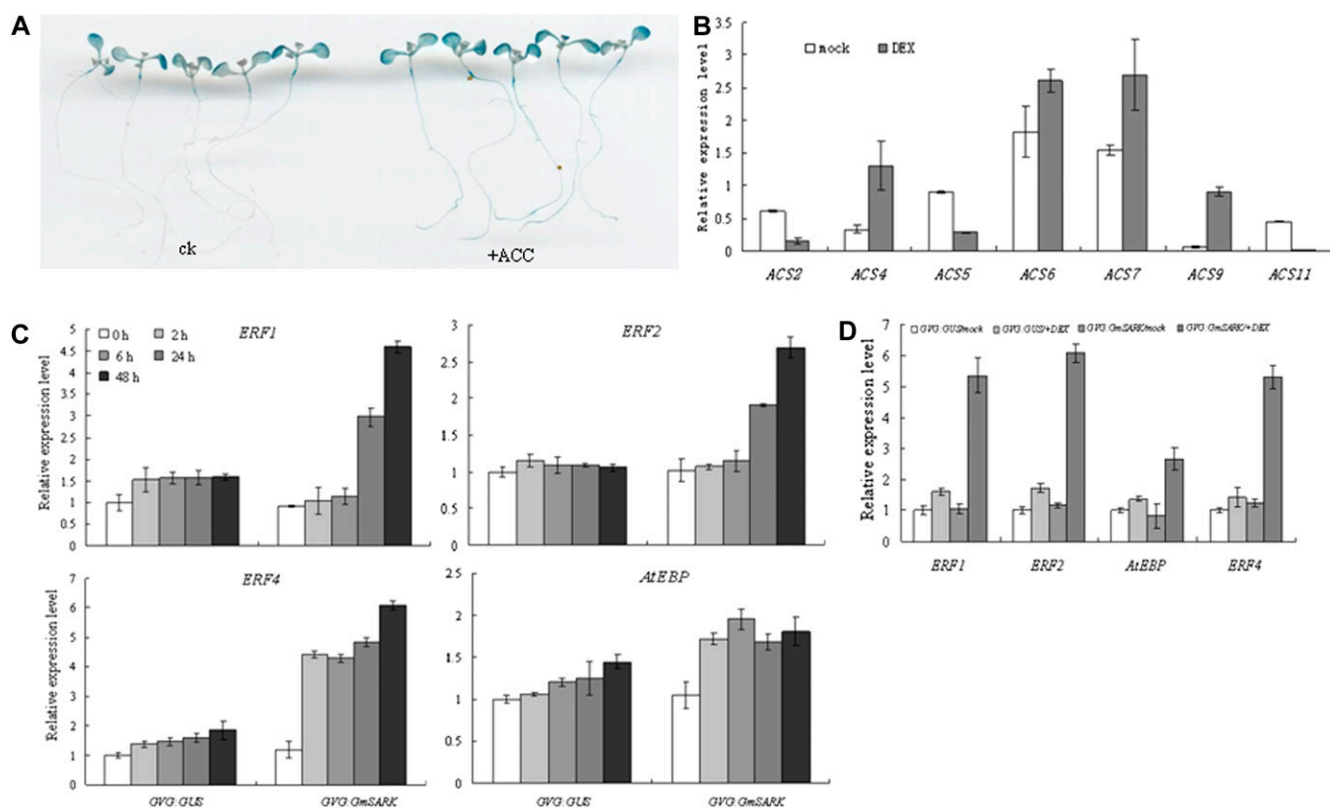 A
ck
+ACC
B
Relative expression level
mock DEX
3.5
3
2.5
2
1.5
1
0.5
0
ACS2 ACS4 ACS5 ACS6 ACS7 ACS9 ACS11
C
Relative expression level
ERF1
0 h 2 h
6 h 24 h
48 h
5
4.5
4
3.5
3
2.5
2
1.5
1
0.5
0
ERF2
3
2.5
2
1.5
1
0.5
0
D
Relative expression level
GVG:GUS/mock GVG:GUS/+DEX GVG:GmSARK/mock GVG:GmSARK/+DEX
7
6
5
4
3
2
1
0
ERF1 ERF2 AtEBP ERF4
Relative expression level
ERF4
7
6
5
4
3
2
1
0
GVG:GUS GVG:GmSARK
AtEBP
2.5
2
1.5
1
0.5
0
GVG:GUS GVG:GmSARK